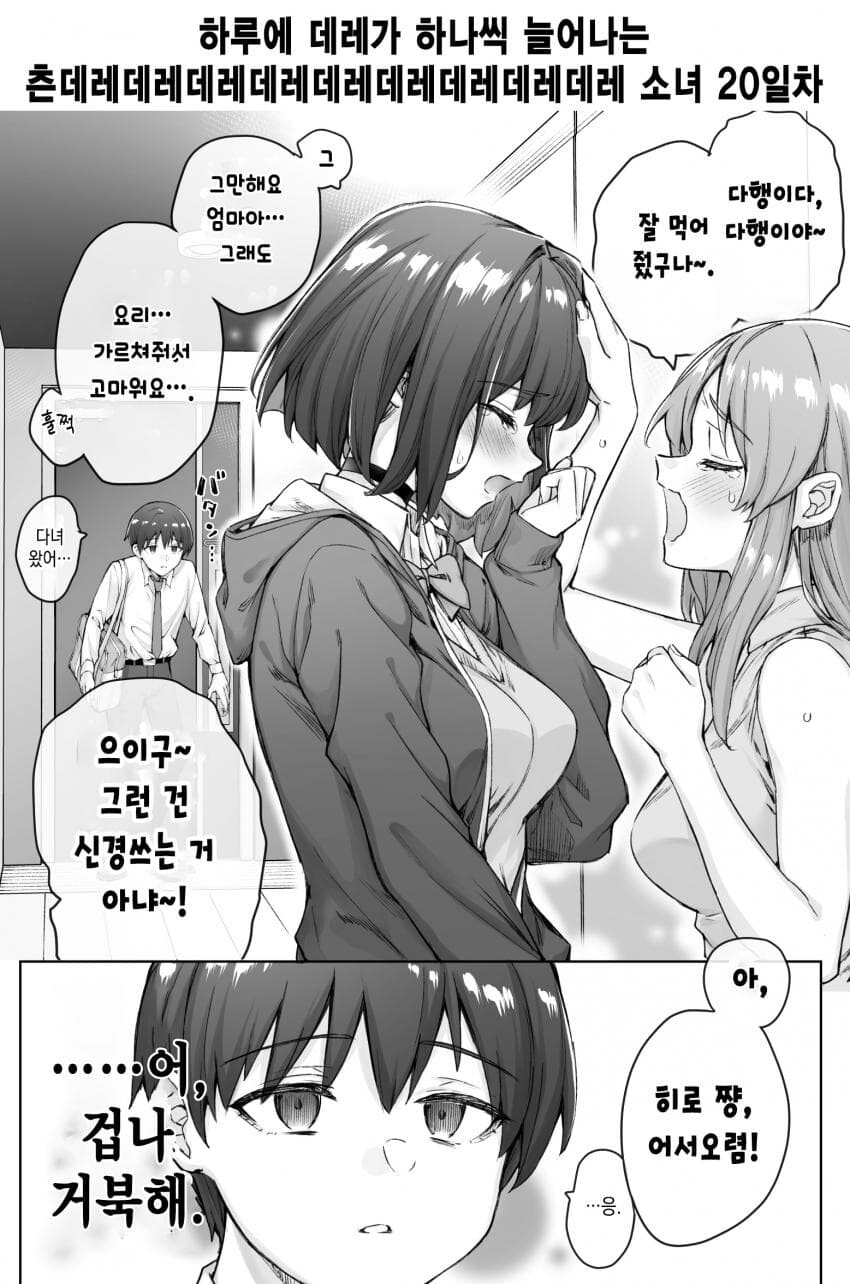 하루에 데레가 하나씩 늘어나는
츤데레데레데레데레데레데레데레데레데레 소녀 20일차
다행이다,
다행이야~
잘 먹어
줬구나~.
그
그만해요
엄마아…
그래도
요리…
가르쳐줘서
고마워요….
훌쩍
バタン…
다녀
왔어…
으이구~
그런 건
신경쓰는 거
아냐~!
아,
히로 쨩,
어서오렴!
…응.
……어,
겁나
거북해.